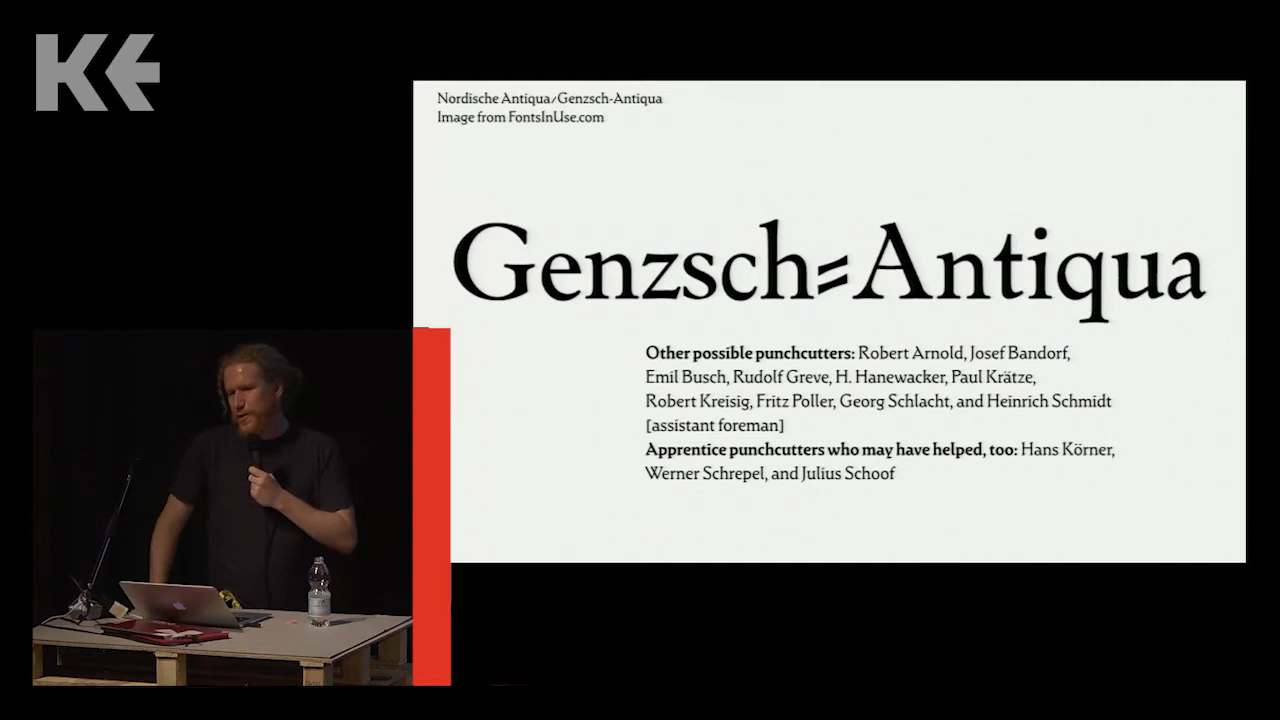 KE
Nordische Antiqua/Genzsch-Antiqua
Image from FontsInUse.com
Genzsch=Antiqua
Other possible punchcutters: Robert Arnold, Josef Bandorf,
Emil Busch, Rudolf Greve, H. Hanewacker, Paul Krätze,
Robert Kreisig, Fritz Poller, Georg Schlacht, and Heinrich Schmidt
[assistant foreman]
Apprentice punchcutters who may have helped, too: Hans Körner,
Werner Schrepel, and Julius Schoof